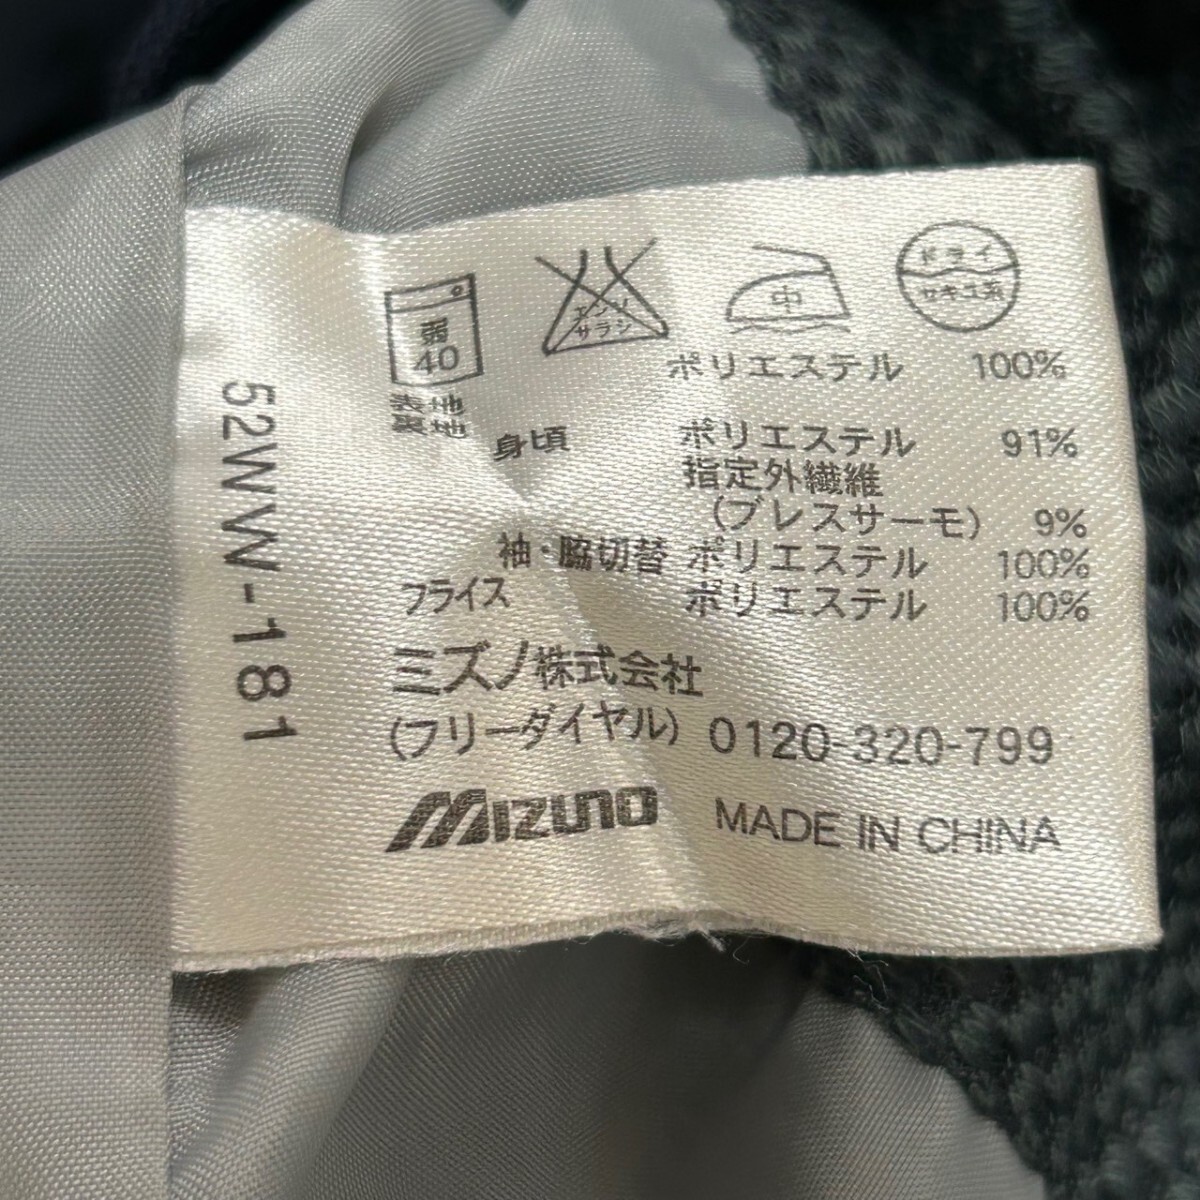 弱
40
エンソ
サラシ
中
ドライ
セキユ系
表地 ポリエステル 100%
裏地 身頃 ポリエステル 91%
指定外繊維
(ブレスサーモ) 9%
袖・脇切替 ポリエステル 100%
フライス ポリエステル 100%
ミズノ株式会社
(フリーダイヤル) 0120-320-799
MIZUNO MADE IN CHINA
52WW-181